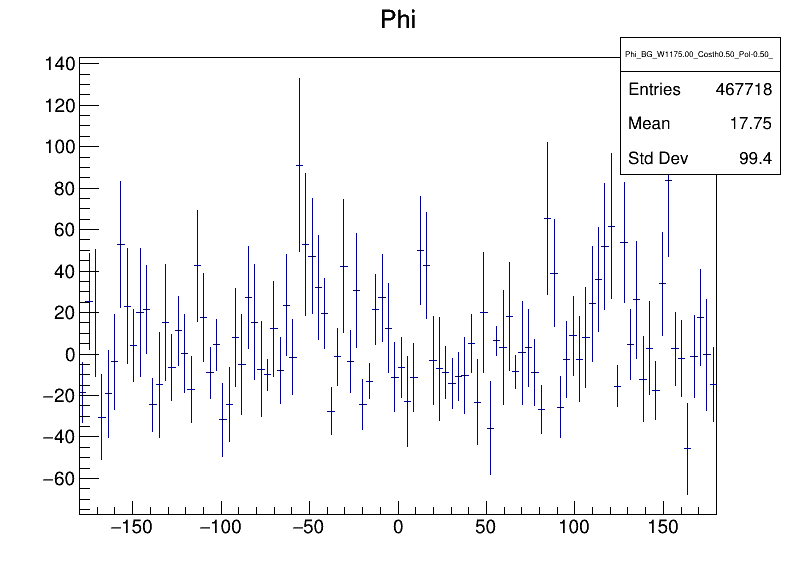 Phi
Phi_BG_W1175.00_Costh0.50_Pol-0.50_
Entries 467718
Mean 17.75
Std Dev 99.4
140
120
100
80
60
40
20
0
−20
−40
−60
−150 −100 −50 0 50 100 150